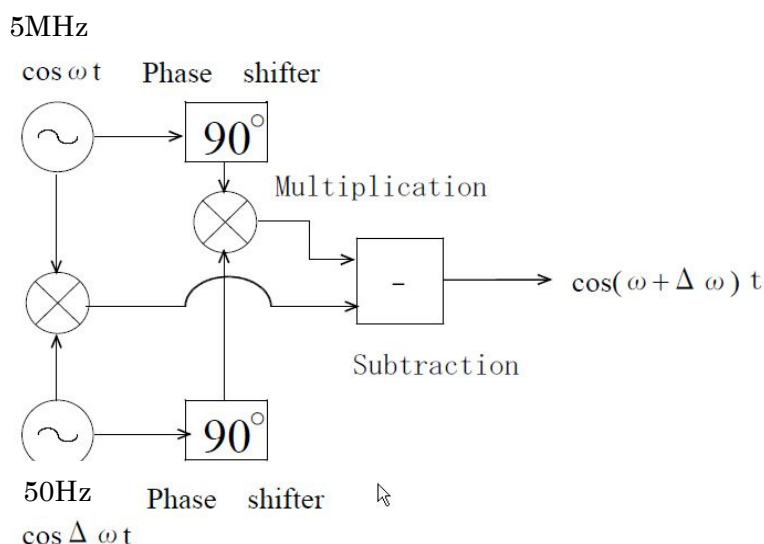 5MHz
cos ω t Phase shifter
90°
Multiplication
-
cos(ω+Δ ω) t
Subtraction
90°
50Hz Phase shifter
cos Δ ω t